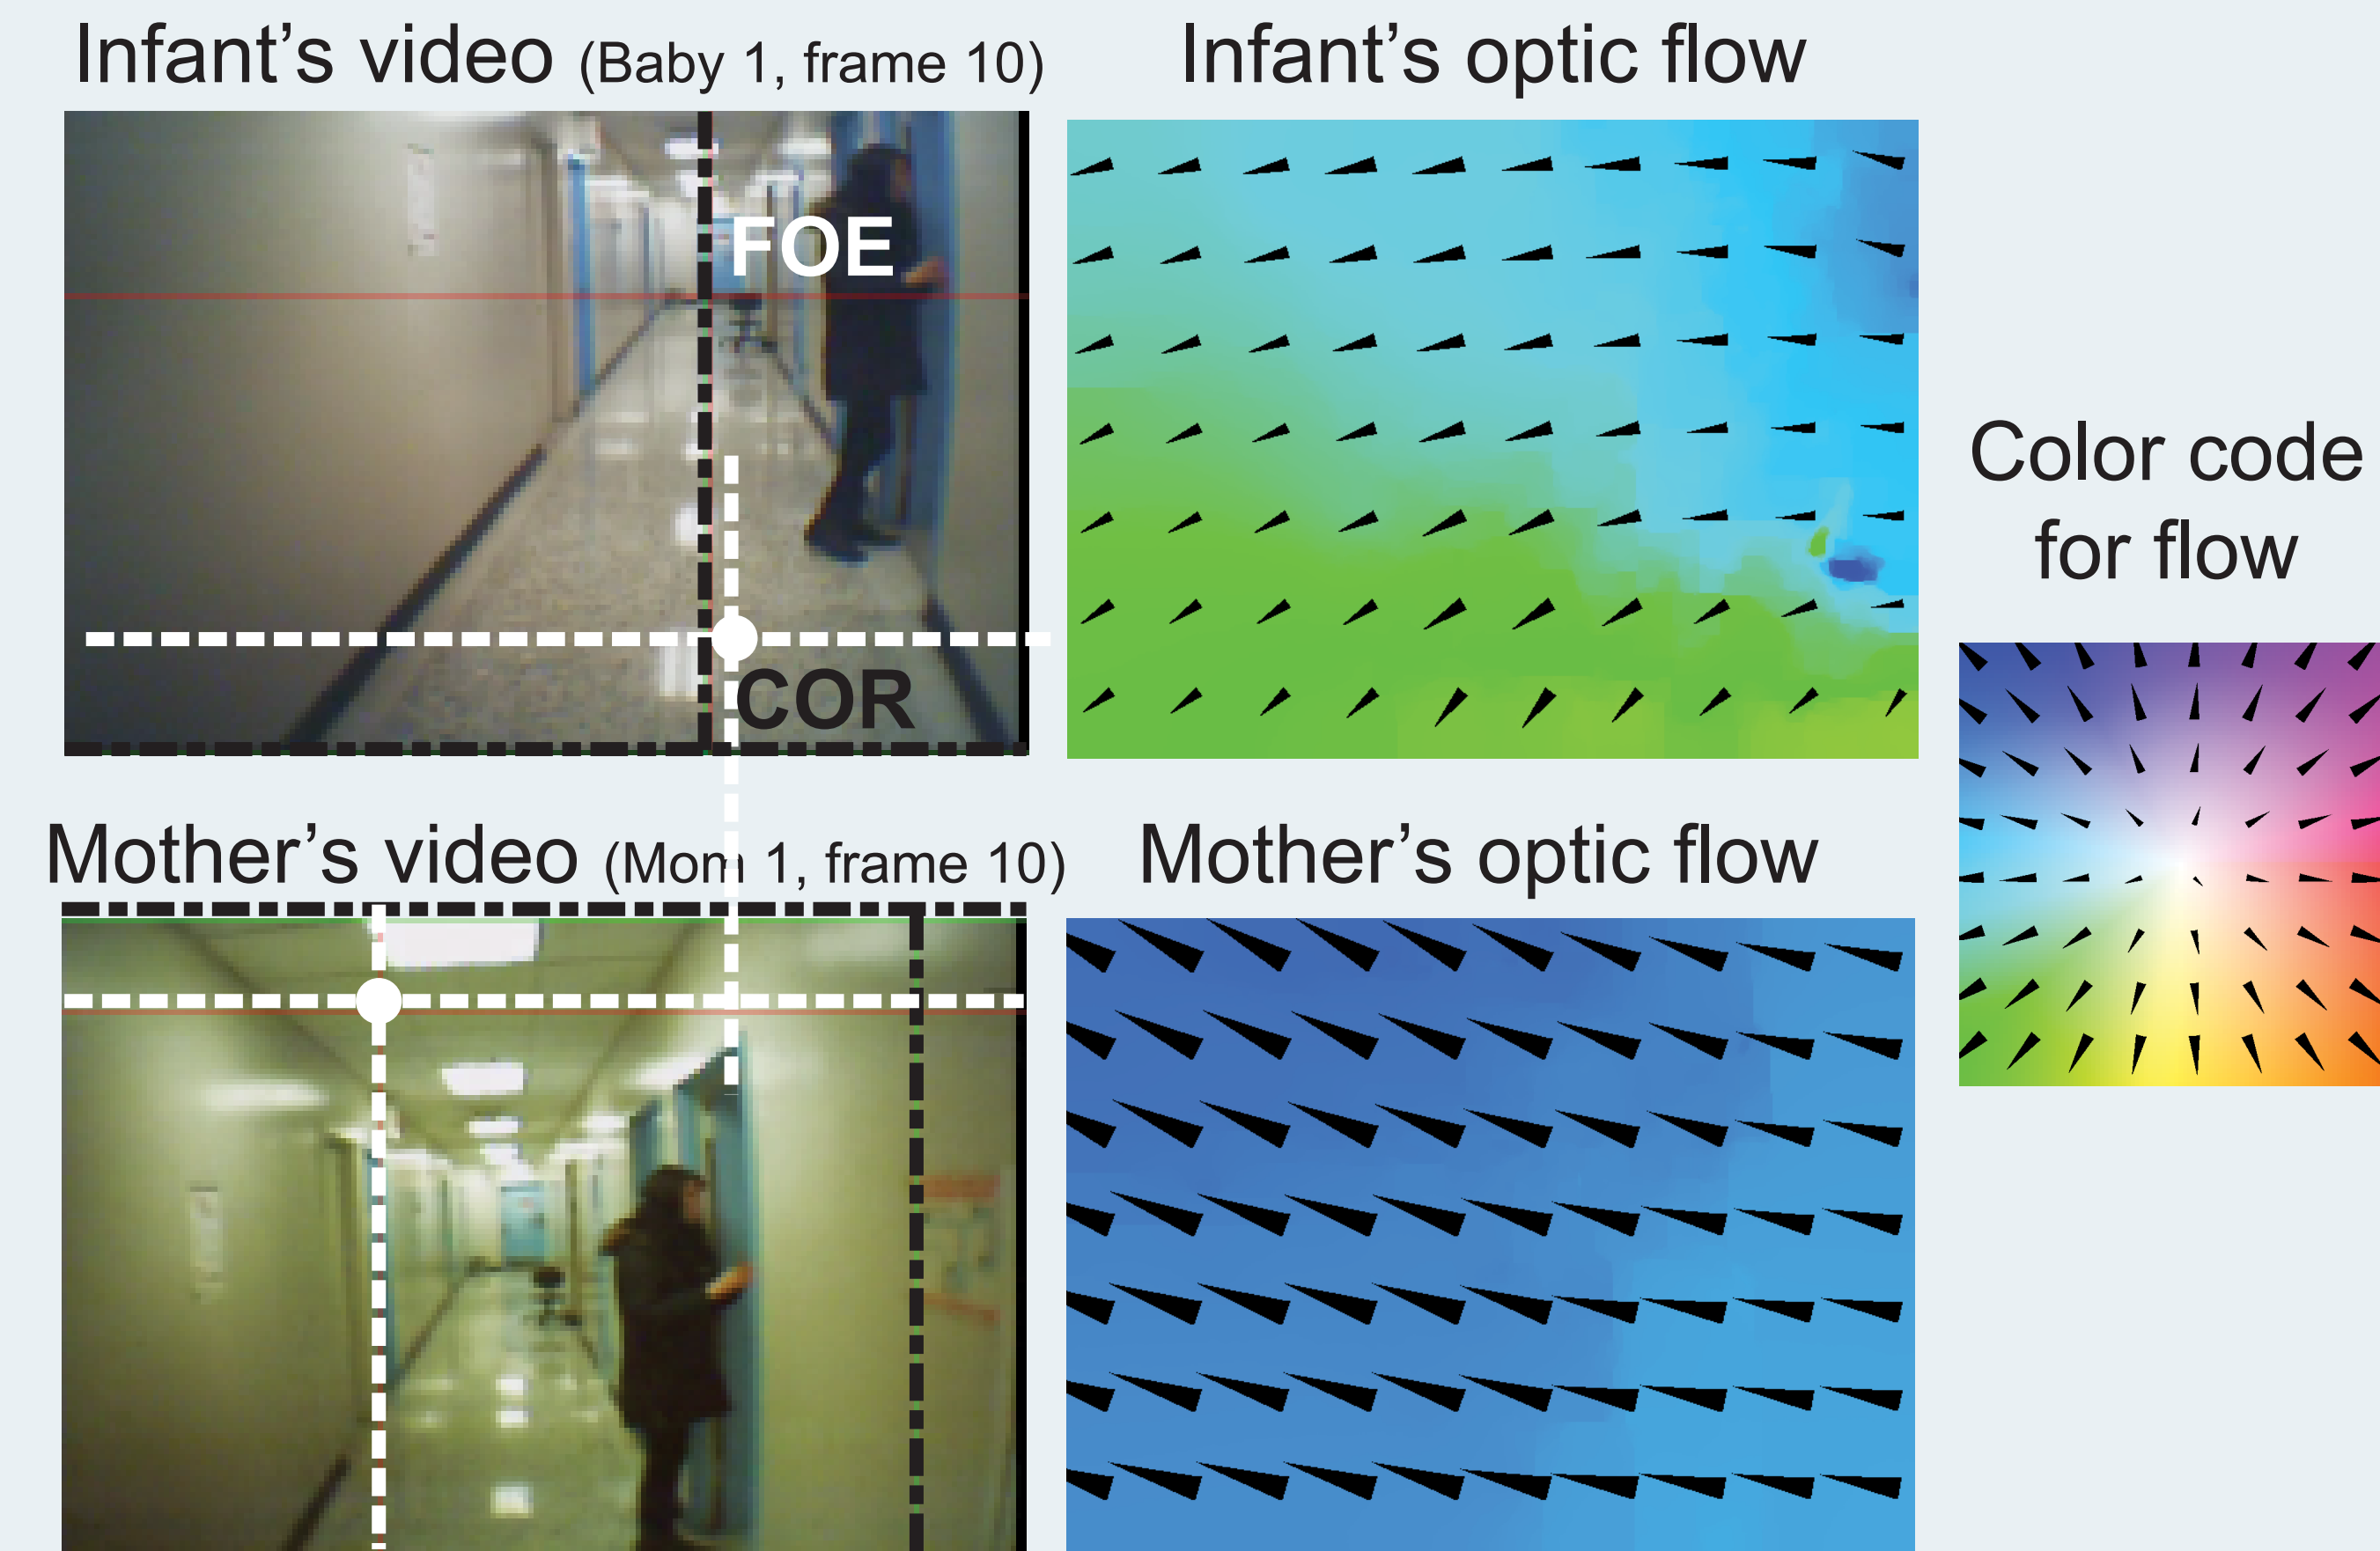 Infant’s video (Baby 1, frame 10)
Infant’s optic flow
FOE
COR
Color code
for flow
Mother’s video (Mom 1, frame 10)
Mother’s optic flow